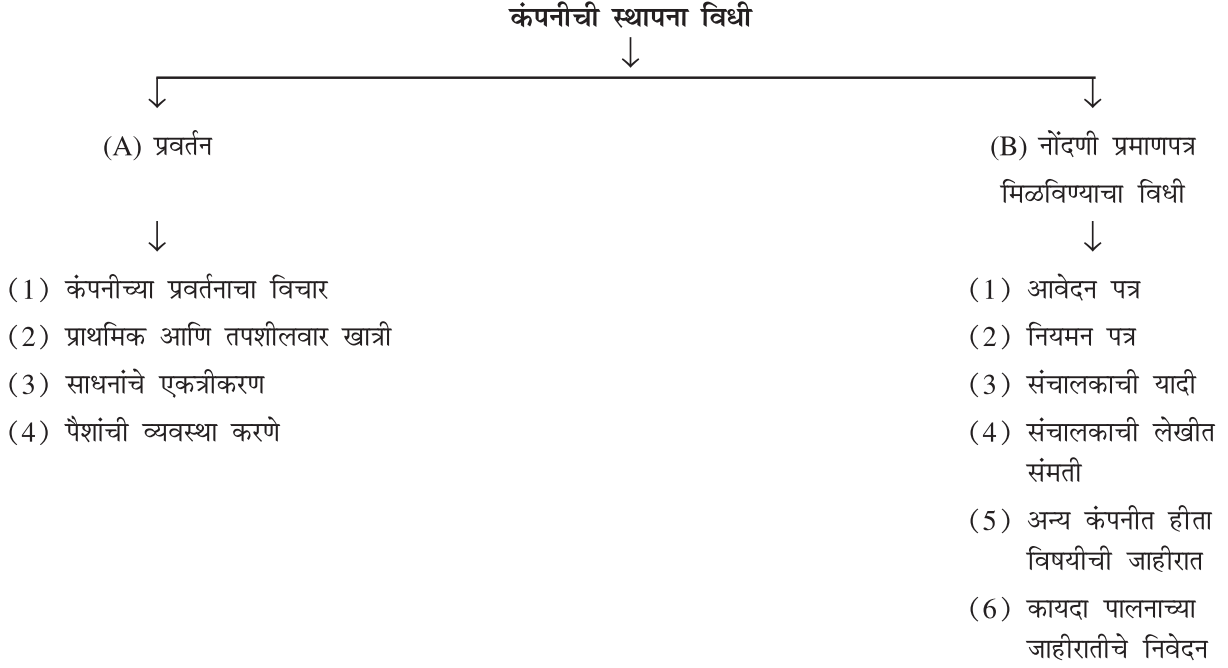 कंपनीची स्थापना विधी
(A) प्रवर्तन
(1) कंपनीच्या प्रवर्तनाचा विचार
(2) प्राथमिक आणि तपशीलवार खात्री
(3) साधनांचे एकत्रीकरण
(4) पैशांची व्यवस्था करणे
(B) नोंदणी प्रमाणपत्र
मिळविण्याचा विधी
(1) आवेदन पत्र
(2) नियमन पत्र
(3) संचालकाची यादी
(4) संचालकाची लेखीत
संमती
(5) अन्य कंपनीत हीता
विषयीची जाहीरात
(6) कायदा पालनाच्या
जाहीरातीचे निवेदन